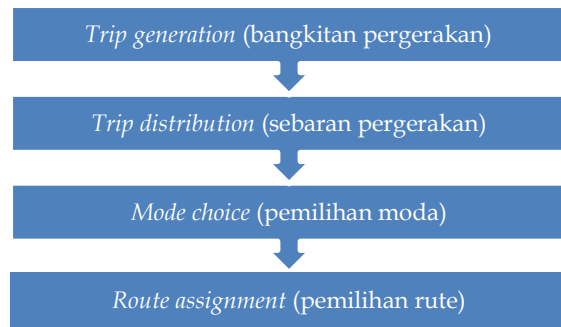 Trip generation (bangkitan pergerakan)
Trip distribution (sebaran pergerakan)
Mode choice (pemilihan moda)
Route assignment (pemilihan rute)